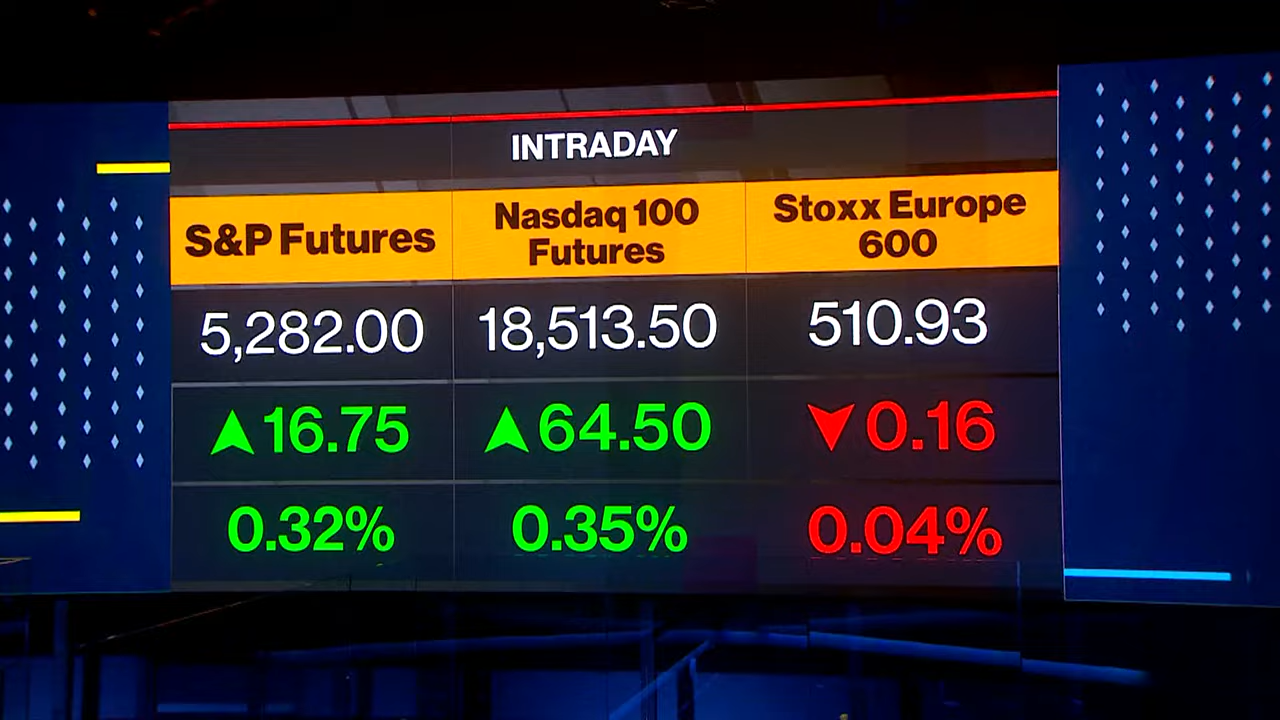 INTRADAY
S&P Futures
Nasdaq 100
Futures
Stoxx Europe
600
5,282.00
18,513.50
510.93
▲16.75
▲64.50
▼0.16
0.32%
0.35%
0.04%